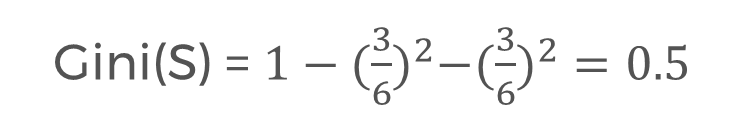 Gini(S) = 1 − (3/6)² − (3/6)² = 0.5